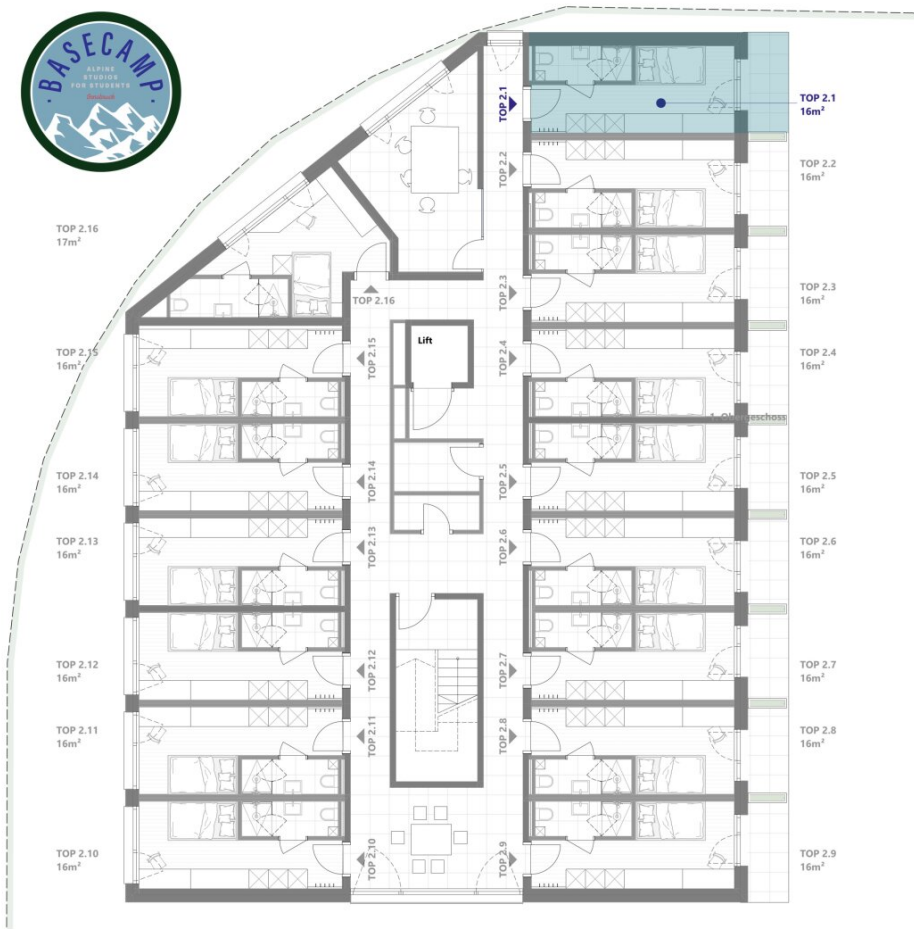 BASECAMP
ALPINE
STUDIOS
FOR STUDENTS
Innsbruck
TOP 2.1
TOP 2.1
16m²
TOP 2.2
TOP 2.2
16m²
TOP 2.16
17m²
TOP 2.16
TOP 2.3
TOP 2.3
16m²
Lift
TOP 2.15
16m²
TOP 2.15
TOP 2.4
TOP 2.4
16m²
1. Obergeschoss
TOP 2.14
16m²
TOP 2.14
TOP 2.5
TOP 2.5
16m²
TOP 2.13
16m²
TOP 2.13
TOP 2.6
TOP 2.6
16m²
TOP 2.12
16m²
TOP 2.12
TOP 2.7
TOP 2.7
16m²
TOP 2.11
16m²
TOP 2.11
TOP 2.8
TOP 2.8
16m²
TOP 2.10
16m²
TOP 2.10
TOP 2.9
TOP 2.9
16m²